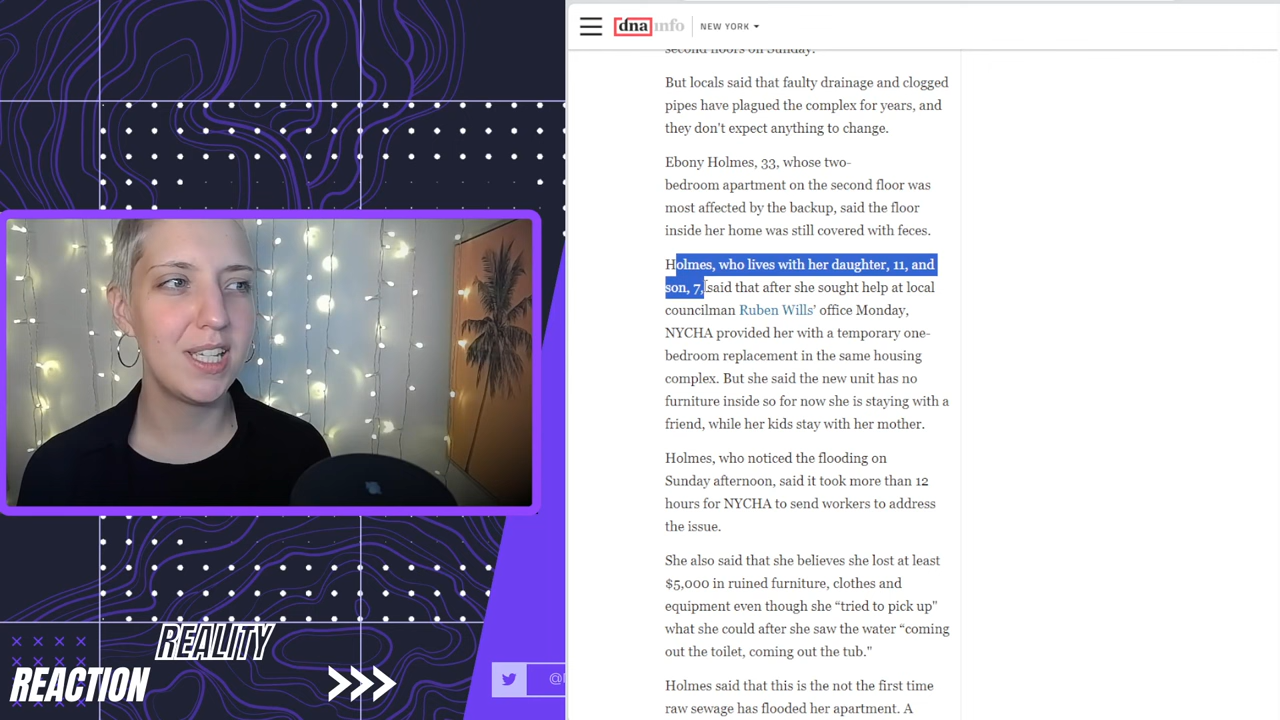 dnainfo
NEW YORK
second floors on Sunday.
But locals said that faulty drainage and clogged
pipes have plagued the complex for years, and
they don't expect anything to change.
Ebony Holmes, 33, whose two-
bedroom apartment on the second floor was
most affected by the backup, said the floor
inside her home was still covered with feces.
Holmes, who lives with her daughter, 11, and
son, 7, said that after she sought help at local
councilman Ruben Wills' office Monday,
NYCHA provided her with a temporary one-
bedroom replacement in the same housing
complex. But she said the new unit has no
furniture inside so for now she is staying with a
friend, while her kids stay with her mother.
Holmes, who noticed the flooding on
Sunday afternoon, said it took more than 12
hours for NYCHA to send workers to address
the issue.
She also said that she believes she lost at least
$5,000 in ruined furniture, clothes and
equipment even though she “tried to pick up"
what she could after she saw the water “coming
out the toilet, coming out the tub."
Holmes said that this is the not the first time
raw sewage has flooded her apartment. A
REALITY
REACTION